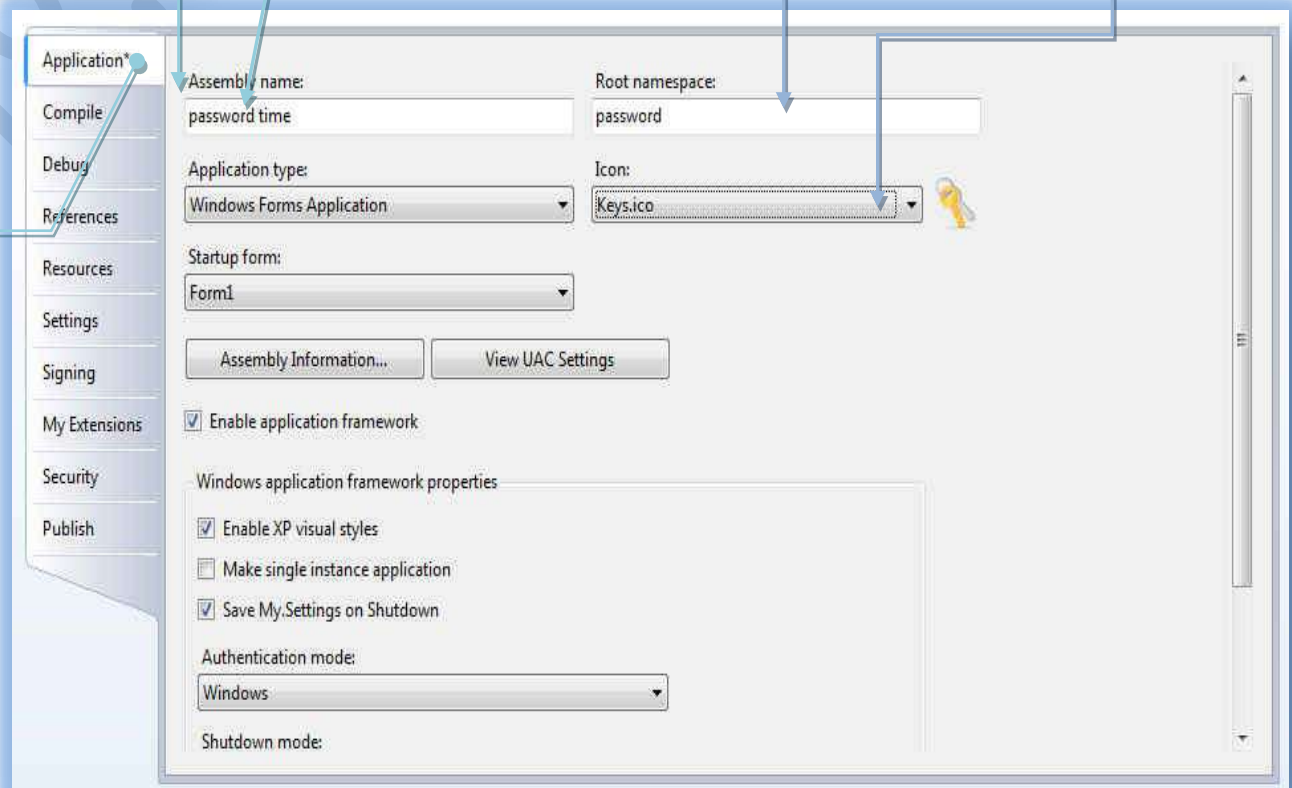 Application*
Compile
Debug
References
Resources
Settings
Signing
My Extensions
Security
Publish
Assembly name:
Root namespace:
password time
password
Application type:
Icon:
Windows Forms Application
Keys.ico
Startup form:
Form1
Assembly Information...
View UAC Settings
Enable application framework
Windows application framework properties
Enable XP visual styles
Make single instance application
Save My.Settings on Shutdown
Authentication mode:
Windows
Shutdown mode: